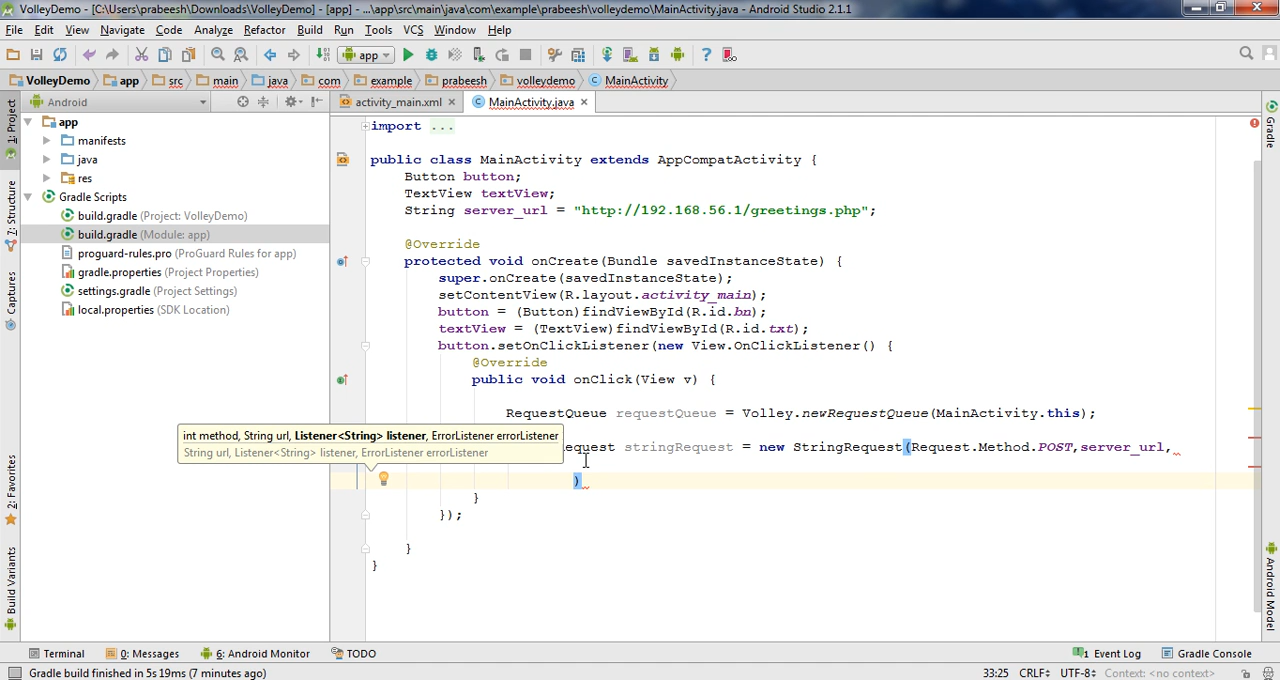 VolleyDemo - [C:\Users\prabeesh\Downloads\VolleyDemo] - [app] - ...\app\src\main\java\com\example\prabeesh\volleydemo\MainActivity.java - Android Studio 2.1.1
File Edit View Navigate Code Analyze Refactor Build Run Tools VCS Window Help
app
VolleyDemo app src main java com example prabeesh volleydemo MainActivity
Android
activity_main.xml MainActivity.java
1: Project
7: Structure
Captures
2: Favorites
Build Variants
app
manifests
java
res
Gradle Scripts
build.gradle (Project: VolleyDemo)
build.gradle (Module: app)
proguard-rules.pro (ProGuard Rules for app)
gradle.properties (Project Properties)
settings.gradle (Project Settings)
local.properties (SDK Location)
import ...
public class MainActivity extends AppCompatActivity {
Button button;
TextView textView;
String server_url = "http://192.168.56.1/greetings.php";
@Override
protected void onCreate(Bundle savedInstanceState) {
super.onCreate(savedInstanceState);
setContentView(R.layout.activity_main);
button = (Button)findViewById(R.id.bn);
textView = (TextView)findViewById(R.id.txt);
button.setOnClickListener(new View.OnClickListener() {
@Override
public void onClick(View v) {
RequestQueue requestQueue = Volley.newRequestQueue(MainActivity.this);
int method, String url, Listener<String> listener, ErrorListener errorListener
String url, Listener<String> listener, ErrorListener errorListener
equest stringRequest = new StringRequest(Request.Method.POST,server_url,
)
}
});
}
}
Gradle
Android Model
Terminal 0: Messages 6: Android Monitor TODO 1 Event Log Gradle Console
Gradle build finished in 5s 19ms (7 minutes ago) 33:25 CRLF UTF-8 Context: <no context>